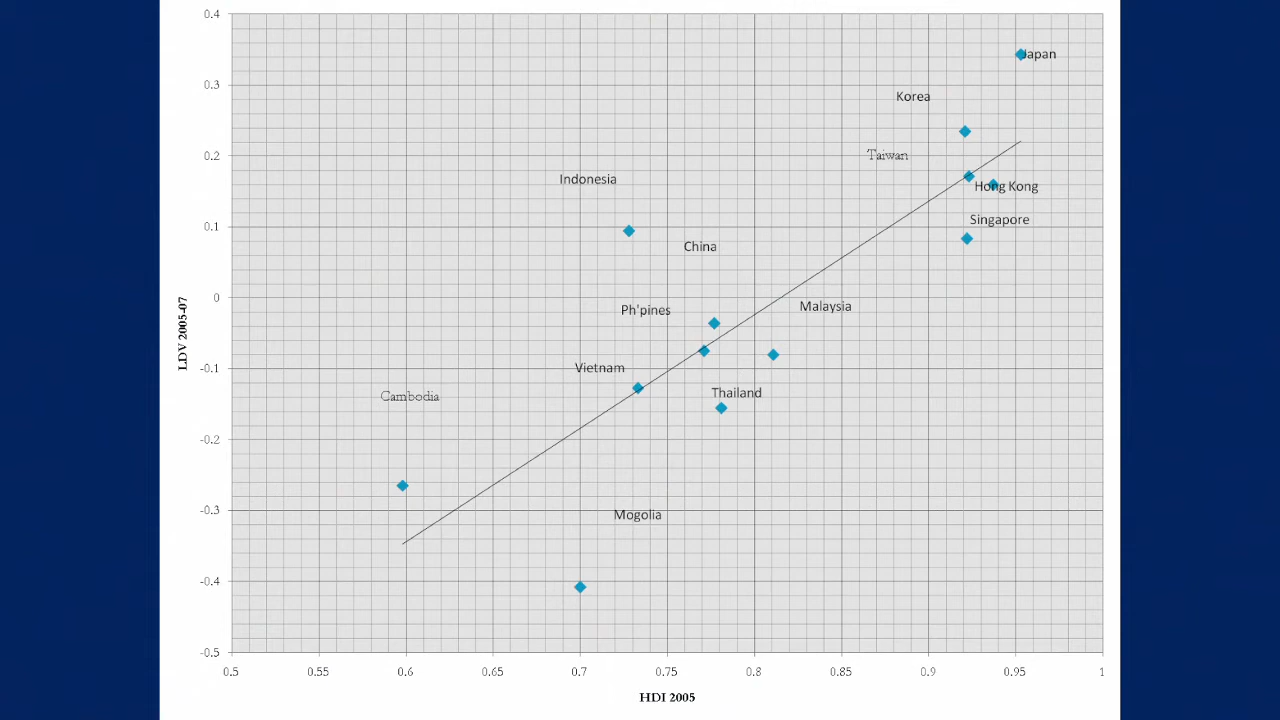 0.4
Japan
0.3
Korea
0.2
Taiwan
Indonesia
Hong Kong
0.1
Singapore
China
0
Ph'pines
Malaysia
LDV 2005-07
-0.1
Vietnam
Thailand
Cambodia
-0.2
-0.3
Mogolia
-0.4
-0.5
0.5 0.55 0.6 0.65 0.7 0.75 0.8 0.85 0.9 0.95 1
HDI 2005